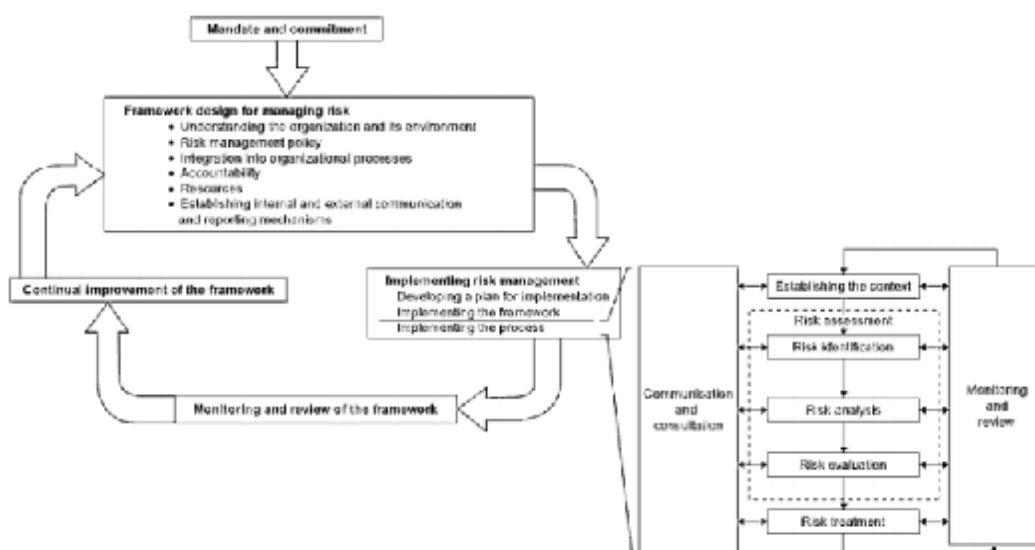 Mandate and commitment
Framework design for managing risk
• Understanding the organization and its environment
• Risk management policy
• Integration into organizational processes
• Accountability
• Resources
• Establishing internal and external communication
and reporting mechanisms
Continual improvement of the framework
Implementing risk management
Developing a plan for implementation
Implementing the framework
Implementing the process
Monitoring and review of the framework
Communication
and
consultation
Establishing the context
Risk assessment
Risk identification
Risk analysis
Risk evaluation
Risk treatment
Monitoring
and
review